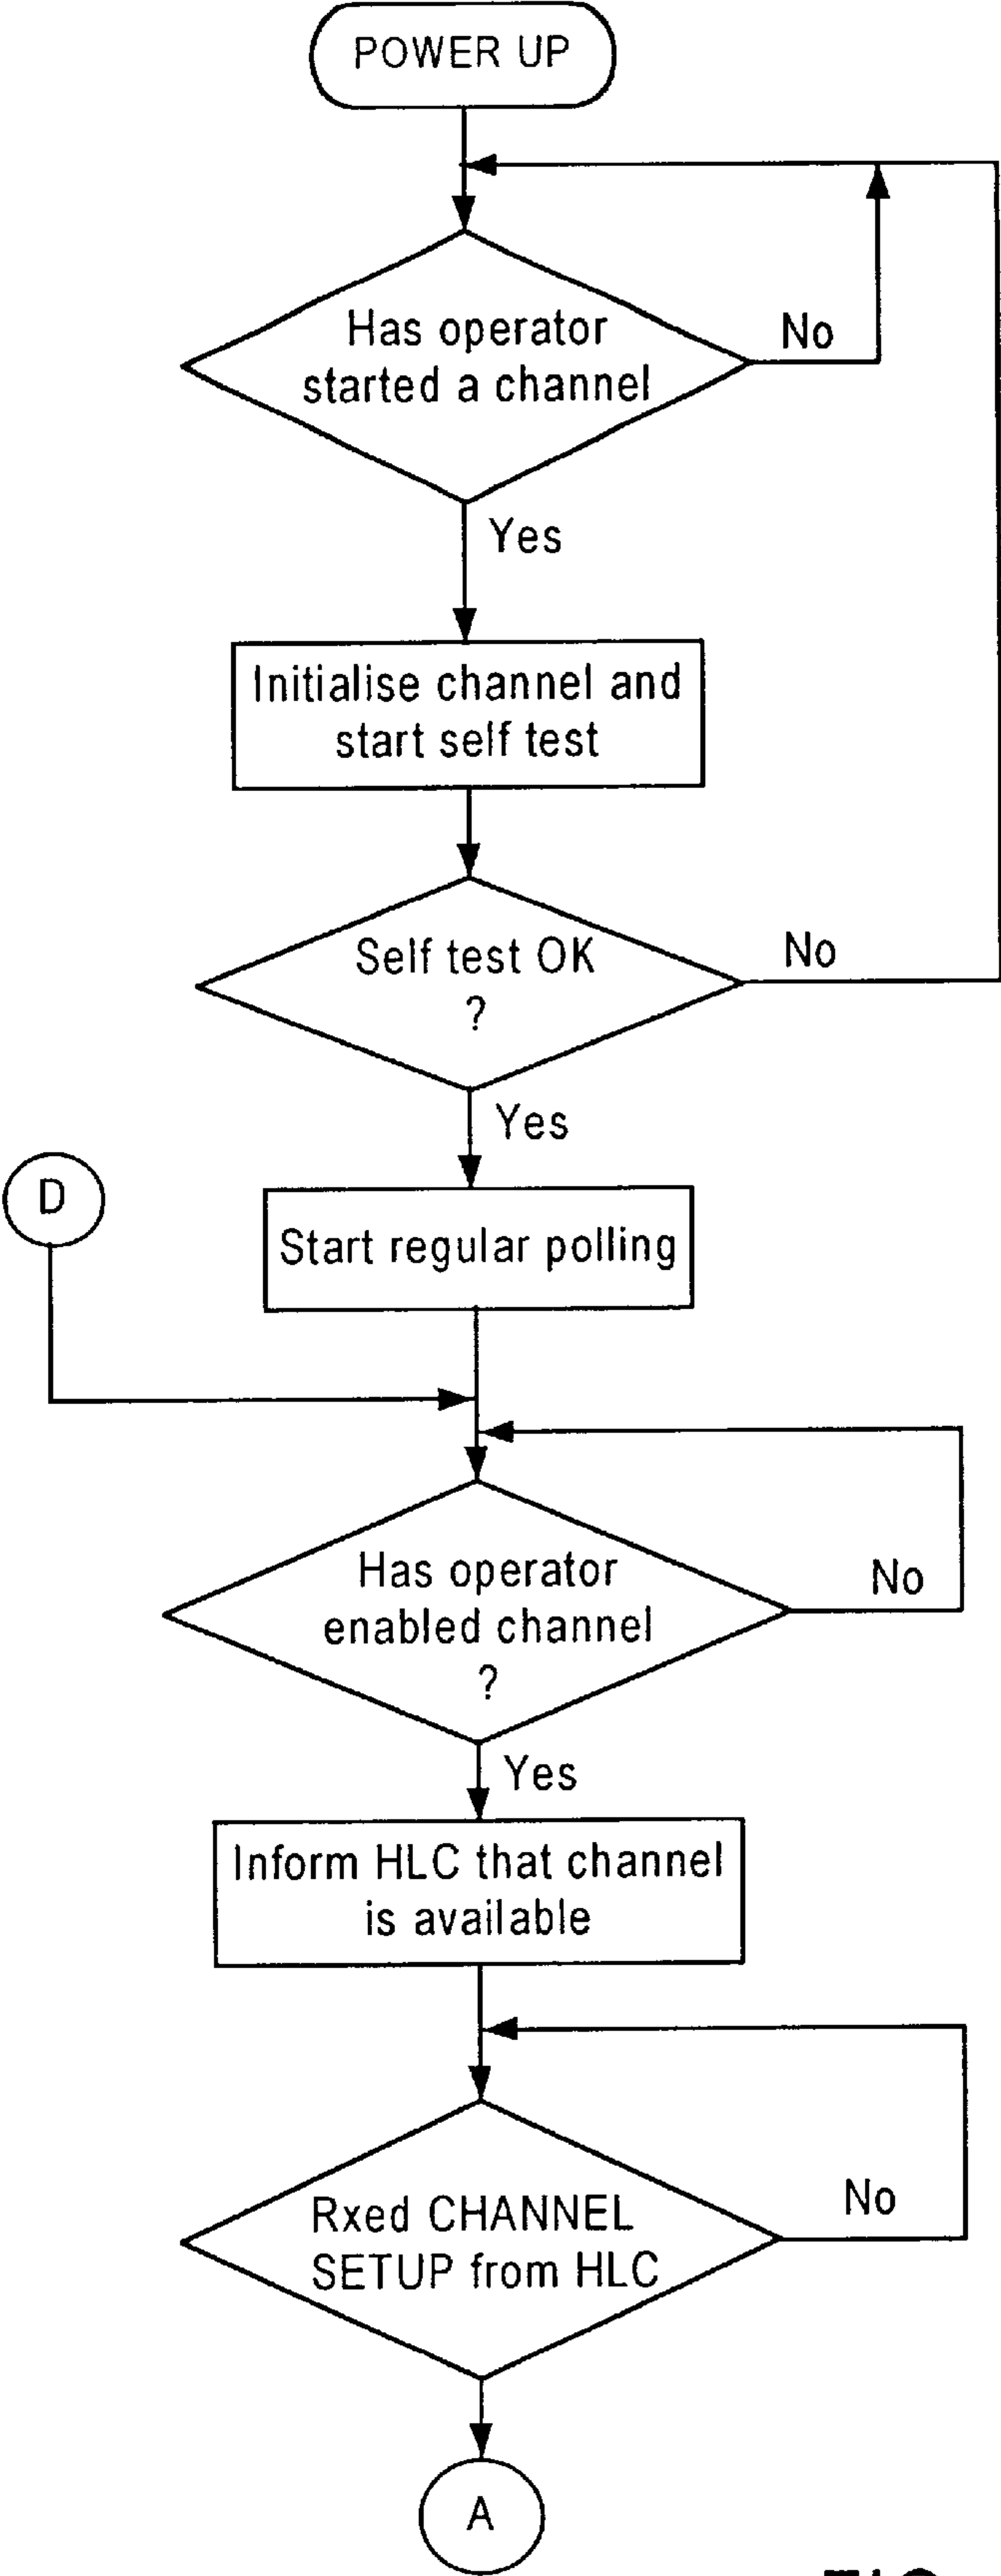 POWER UP
Has operator
started a channel
No
Yes
Initialise channel and
start self test
Self test OK
?
No
Yes
D
Start regular polling
Has operator
enabled channel
?
No
Yes
Inform HLC that channel
is available
Rxed CHANNEL
SETUP from HLC
No
A